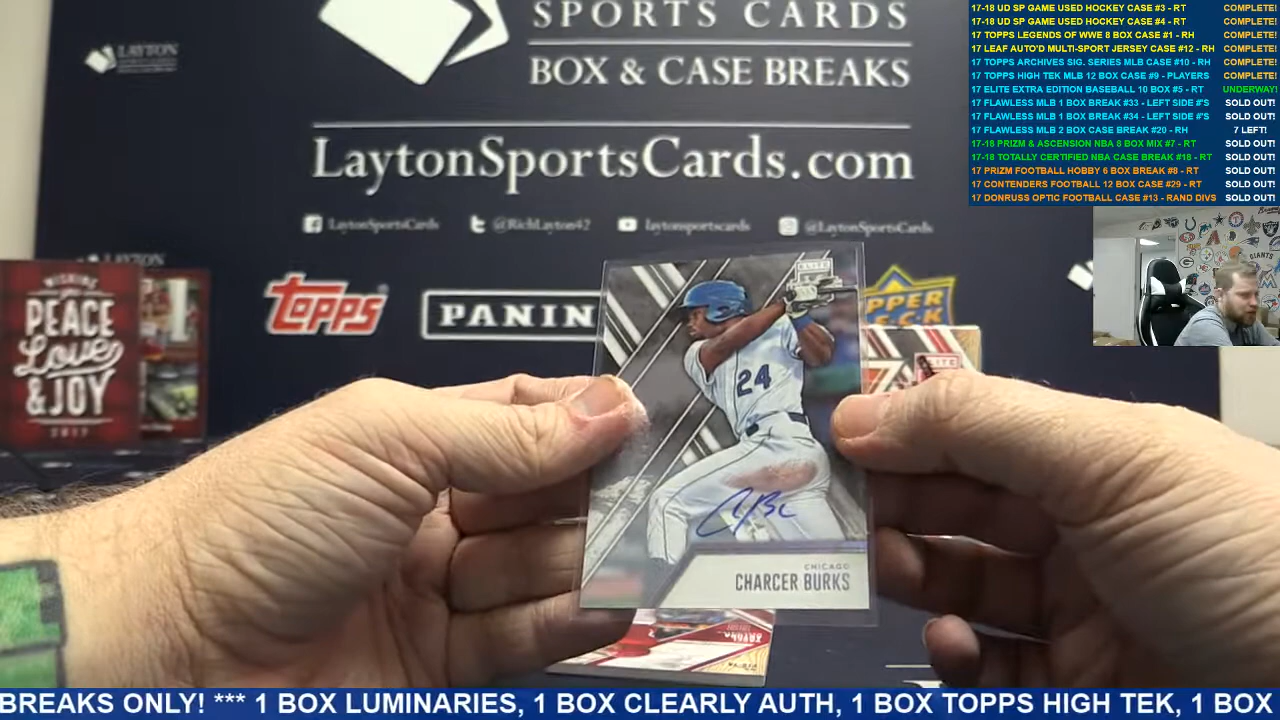 SPORTS CARDS
BOX & CASE BREAKS
LaytonSportsCards.com
LaytonSportsCards
@RichLayton42
laytonsportscards
@LaytonSportsCards
LAYTON
topps
PANIN
UPPER
WISHING
PEACE
Love
& JOY
2017
ELITE
24
CHICAGO
CHARCER BURKS
ELITE
17-18 UD SP GAME USED HOCKEY CASE #3 - RT COMPLETE!
17-18 UD SP GAME USED HOCKEY CASE #4 - RT COMPLETE!
17 TOPPS LEGENDS OF WWE 8 BOX CASE #1 - RH COMPLETE!
17 LEAF AUTO'D MULTI-SPORT JERSEY CASE #12 - RH COMPLETE!
17 TOPPS ARCHIVES SIG. SERIES MLB CASE #10 - RH COMPLETE!
17 TOPPS HIGH TEK MLB 12 BOX CASE #9 - PLAYERS COMPLETE!
17 ELITE EXTRA EDITION BASEBALL 10 BOX #5 - RT UNDERWAY!
17 FLAWLESS MLB 1 BOX BREAK #33 - LEFT SIDE #'S SOLD OUT!
17 FLAWLESS MLB 1 BOX BREAK #34 - LEFT SIDE #'S SOLD OUT!
17 FLAWLESS MLB 2 BOX CASE BREAK #20 - RH 7 LEFT!
17-18 PRIZM & ASCENSION NBA 8 BOX MIX #7 - RT SOLD OUT!
17-18 TOTALLY CERTIFIED NBA CASE BREAK #16 - RT SOLD OUT!
17 PRIZM FOOTBALL HOBBY 6 BOX BREAK #8 - RT SOLD OUT!
17 CONTENDERS FOOTBALL 12 BOX CASE #29 - RT SOLD OUT!
17 DONRUSS OPTIC FOOTBALL CASE #13 - RAND DIVS SOLD OUT!
GIANTS
BREAKS ONLY! *** 1 BOX LUMINARIES, 1 BOX CLEARLY AUTH, 1 BOX TOPPS HIGH TEK, 1 BOX